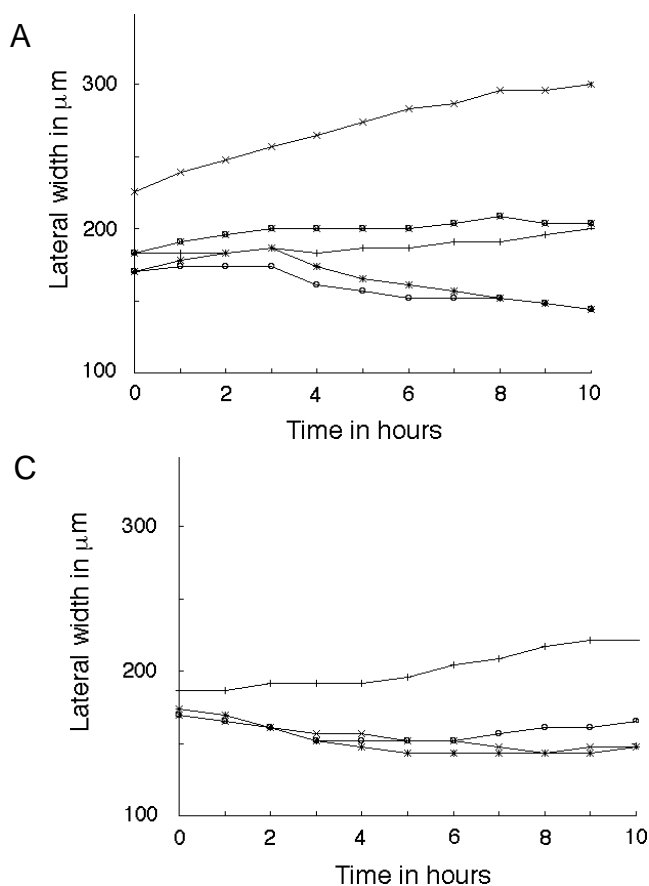 A
Lateral width in μm
300
200
100
0 2 4 6 8 10
Time in hours
C
Lateral width in μm
300
200
100
0 2 4 6 8 10
Time in hours